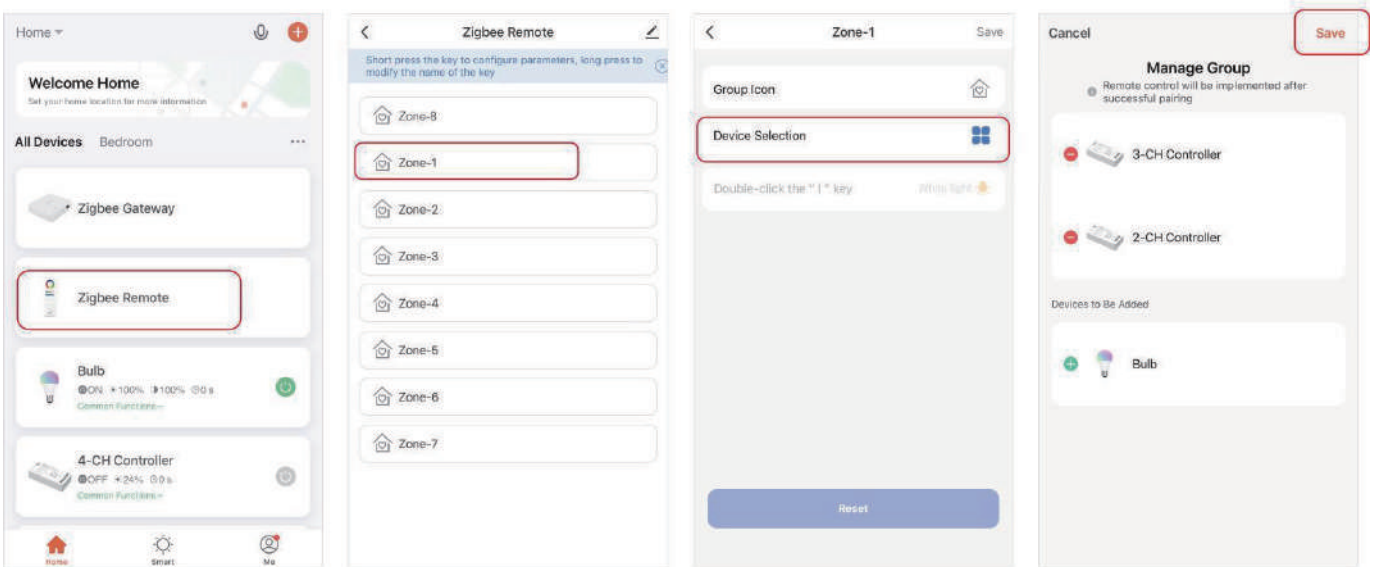 Home
Welcome Home
Set your home location for more information
All Devices Bedroom
Zigbee Gateway
Zigbee Remote
Bulb
ON 100% 100% 0 s
Common Functions
4-CH Controller
OFF 24% 0 s
Common Functions
Home Smart Me
Zigbee Remote
Short press the key to configure parameters, long press to
modify the name of the key
Zone-8
Zone-1
Zone-2
Zone-3
Zone-4
Zone-5
Zone-6
Zone-7
Zone-1 Save
Group Icon
Device Selection
Double-click the " I " key White light
Reset
Cancel Save
Manage Group
Remote control will be implemented after
successful pairing
3-CH Controller
2-CH Controller
Devices to Be Added
Bulb